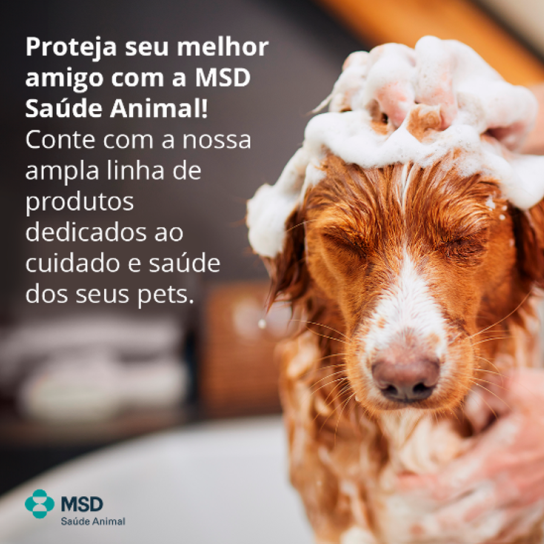 Proteja seu melhor
amigo com a MSD
Saúde Animal!
Conte com a nossa
ampla linha de
produtos
dedicados ao
cuidado e saúde
dos seus pets.
MSD
Saúde Animal